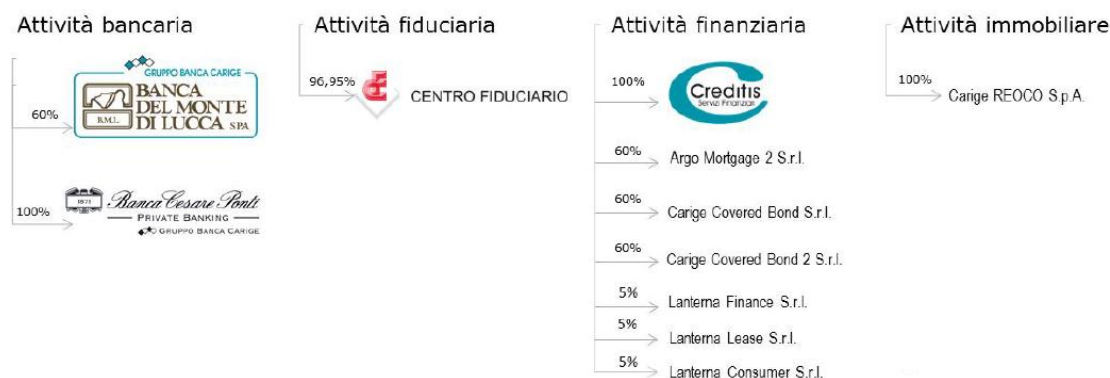 Attività bancaria
60%
GRUPPO BANCA CARIGE
B.M.L.
BANCA
DEL MONTE
DI LUCCA SPA
100%
1871
Banca Cesare Ponti
PRIVATE BANKING
GRUPPO BANCA CARIGE
Attività fiduciaria
96,95%
CENTRO FIDUCIARIO
Attività finanziaria
100%
Creditis
Servizi Finanziari
60%
Argo Mortgage 2 S.r.l.
60%
Carige Covered Bond S.r.l.
60%
Carige Covered Bond 2 S.r.l.
5%
Lanterna Finance S.r.l.
5%
Lanterna Lease S.r.l.
5%
Lanterna Consumer S.r.l.
Attività immobiliare
100%
Carige REOCO S.p.A.